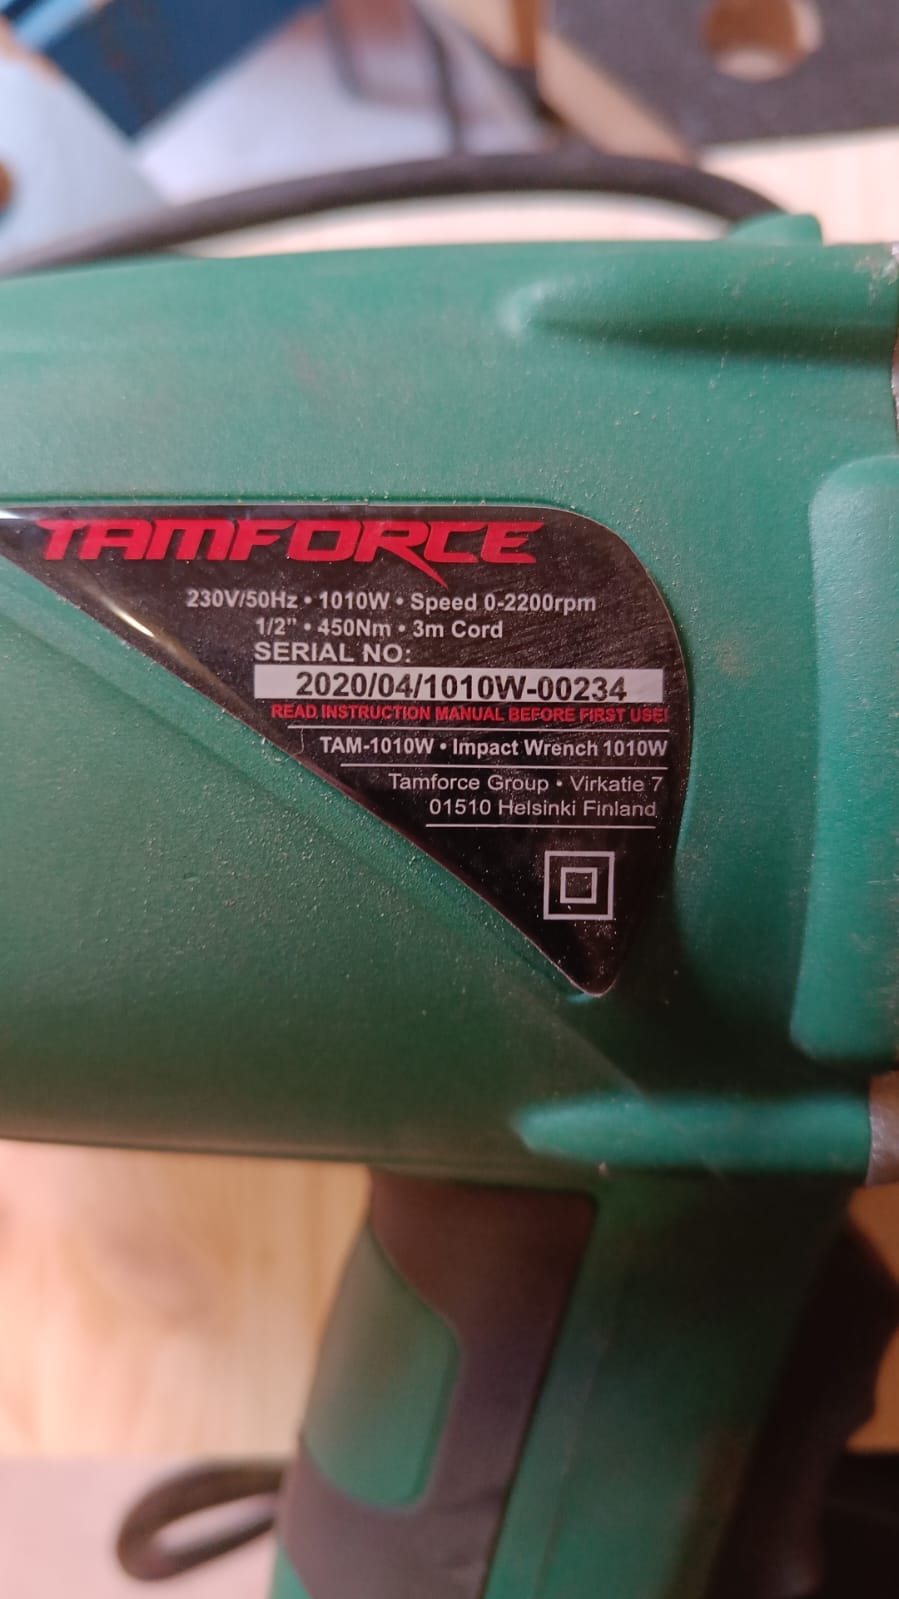 TAMFORCE
230V/50Hz • 1010W • Speed 0-2200rpm
1/2" • 450Nm • 3m Cord
SERIAL NO:
2020/04/1010W-00234
READ INSTRUCTION MANUAL BEFORE FIRST USE!
TAM-1010W • Impact Wrench 1010W
Tamforce Group • Virkatie 7
01510 Helsinki Finland